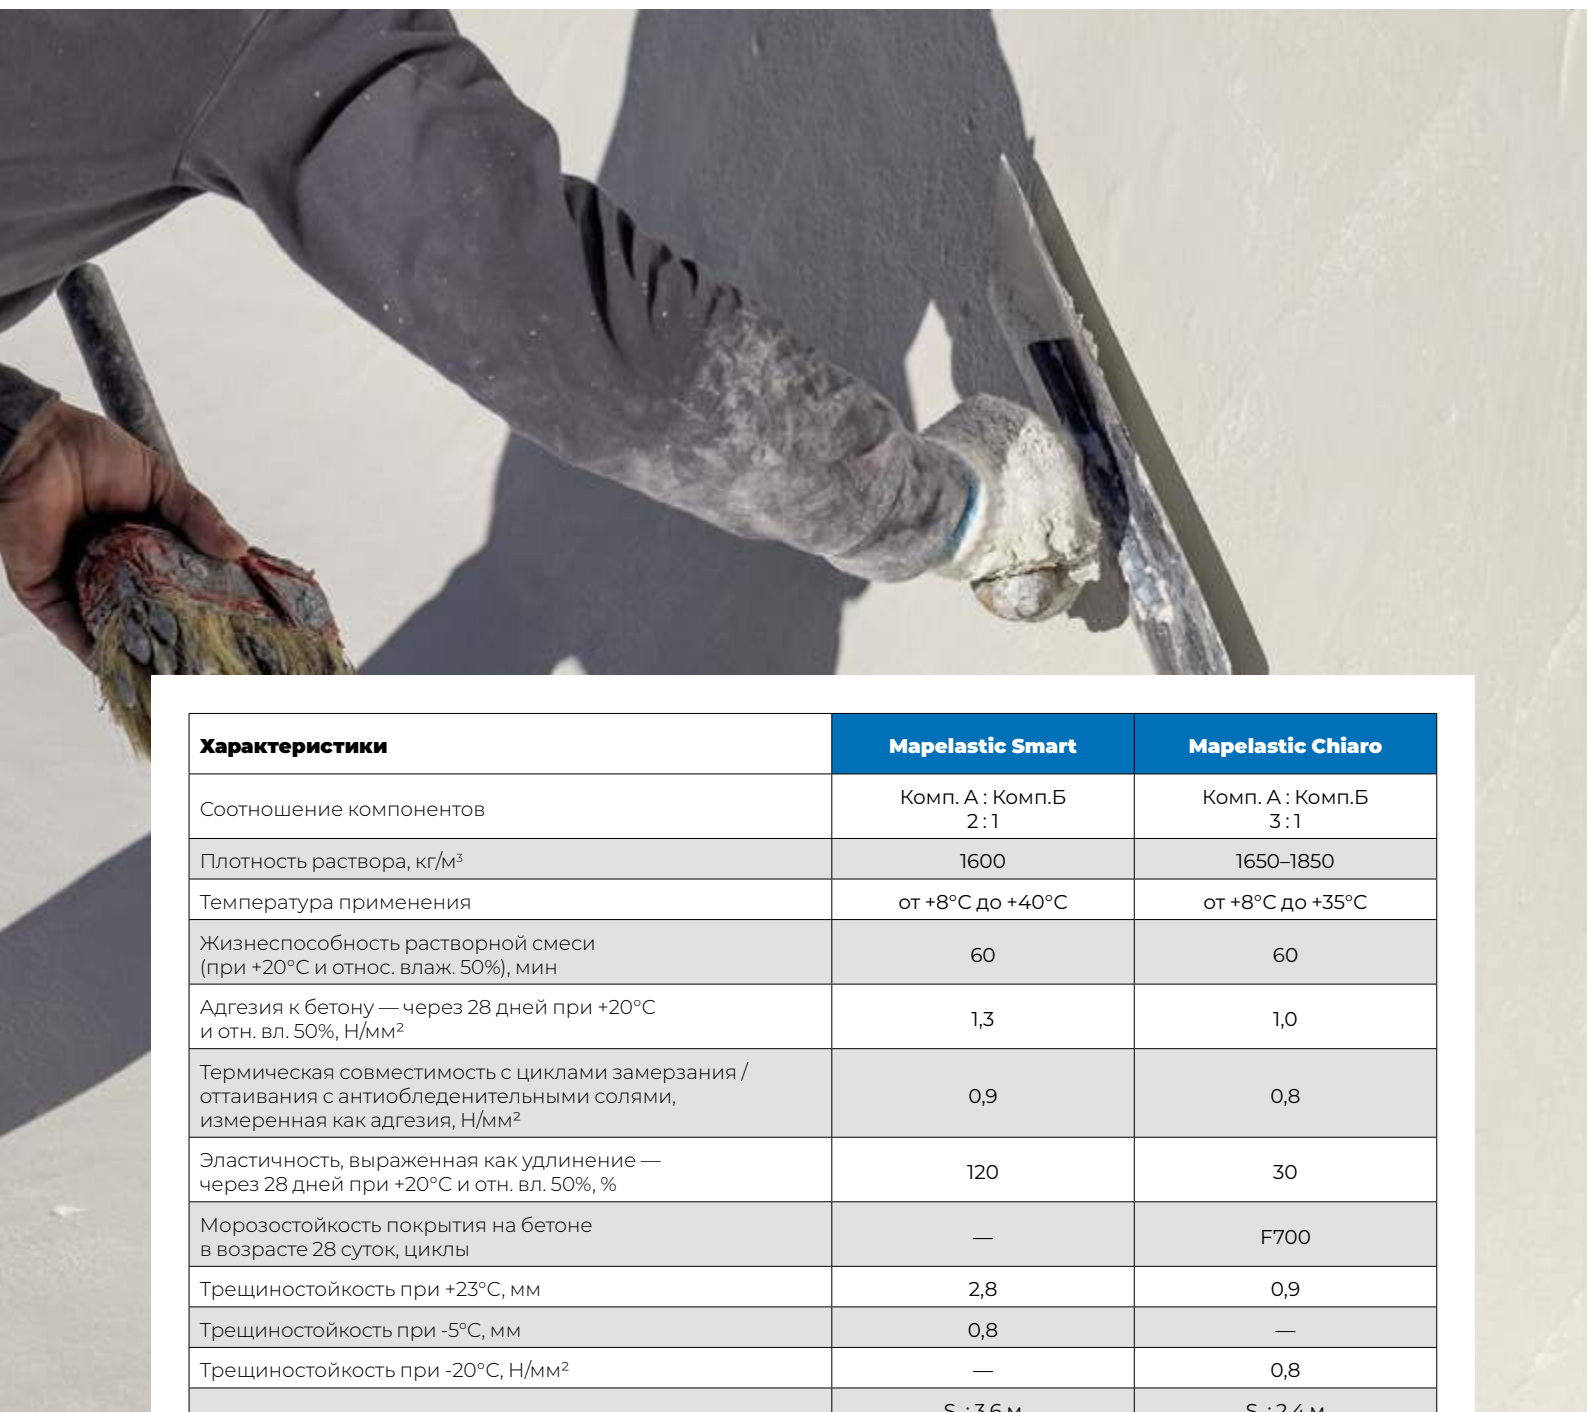 Характеристики
Mapelastic Smart
Mapelastic Chiaro
Соотношение компонентов
Комп. А : Комп.Б
2 : 1
Комп. А : Комп.Б
3 : 1
Плотность раствора, кг/м³
1600
1650–1850
Температура применения
от +8°С до +40°С
от +8°С до +35°С
Жизнеспособность растворной смеси
(при +20°С и относ. влаж. 50%), мин
60
60
Адгезия к бетону — через 28 дней при +20°С
и отн. вл. 50%, Н/мм²
1,3
1,0
Термическая совместимость с циклами замерзания /
оттаивания с антиобледенительными солями,
измеренная как адгезия, Н/мм²
0,9
0,8
Эластичность, выраженная как удлинение —
через 28 дней при +20°С и отн. вл. 50%, %
120
30
Морозостойкость покрытия на бетоне
в возрасте 28 суток, циклы
—
F700
Трещиностойкость при +23°С, мм
2,8
0,9
Трещиностойкость при -5°С, мм
0,8
—
Трещиностойкость при -20°С, Н/мм²
—
0,8